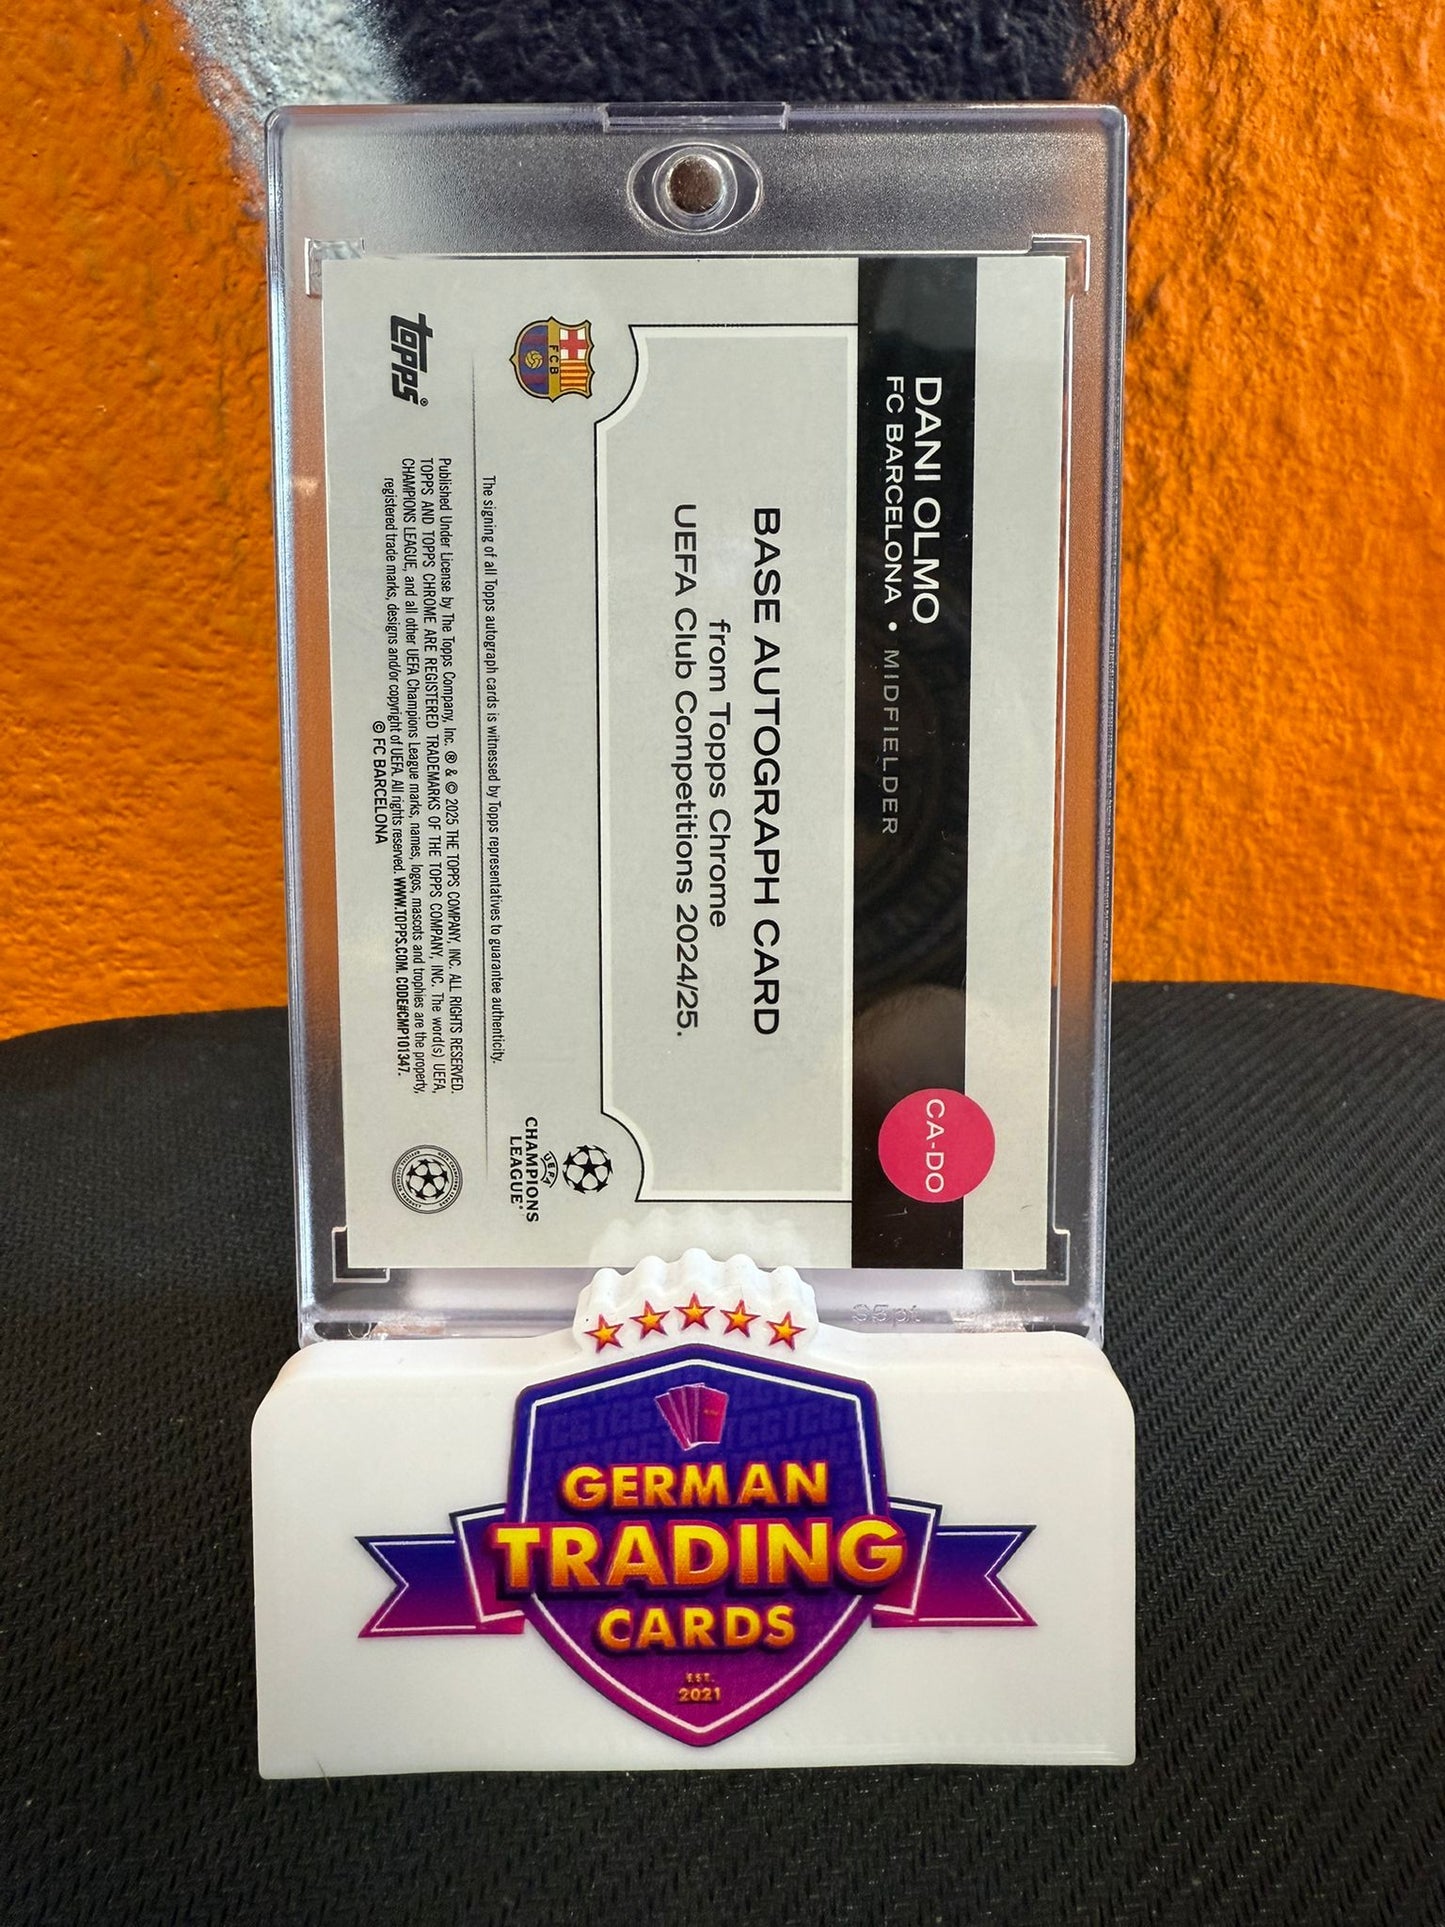 DANI OLMO
FC BARCELONA • MIDFIELDER
CA-DO
BASE AUTOGRAPH CARD
from Topps Chrome
UEFA Club Competitions 2024/25.
FCB
UEFA
CHAMPIONS
LEAGUE®
The signing of all Topps autograph cards is witnessed by Topps representatives to guarantee authenticity.
topps®
Published Under License by The Topps Company, Inc. ® & © 2025 THE TOPPS COMPANY, INC. ALL RIGHTS RESERVED.
TOPPS AND TOPPS CHROME ARE REGISTERED TRADEMARKS OF THE TOPPS COMPANY, INC. The word(s) UEFA,
CHAMPIONS LEAGUE, and all other UEFA Champions League marks, names, logos, mascots and trophies are the property,
registered trade marks, designs and/or copyright of UEFA. All rights reserved. WWW.TOPPS.COM. CODE#CMP101347.
© FC BARCELONA
35pt
GERMAN
TRADING
CARDS
EST.
2021